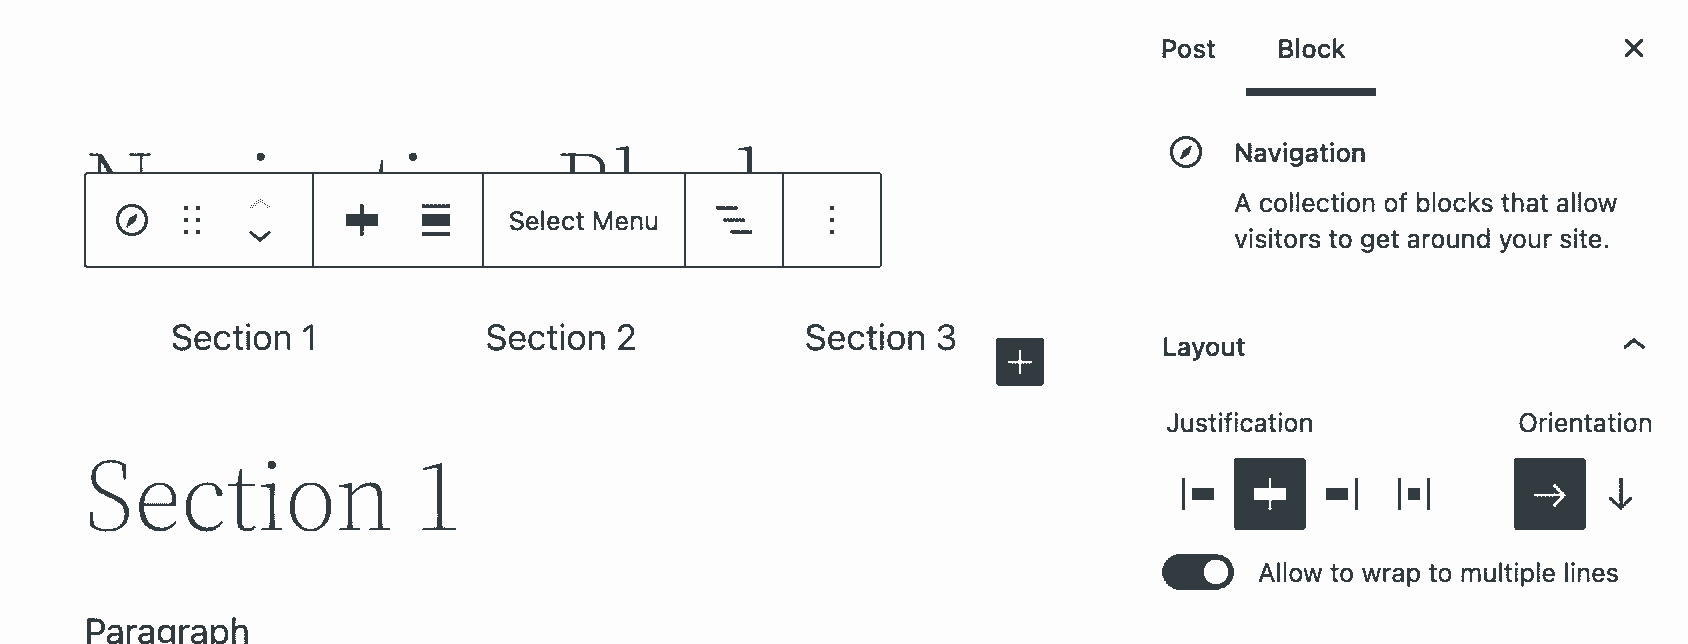 Post Block
Navigation
A collection of blocks that allow
visitors to get around your site.
Select Menu
Section 1 Section 2 Section 3
Layout
Justification Orientation
Section 1
Allow to wrap to multiple lines
Paragraph